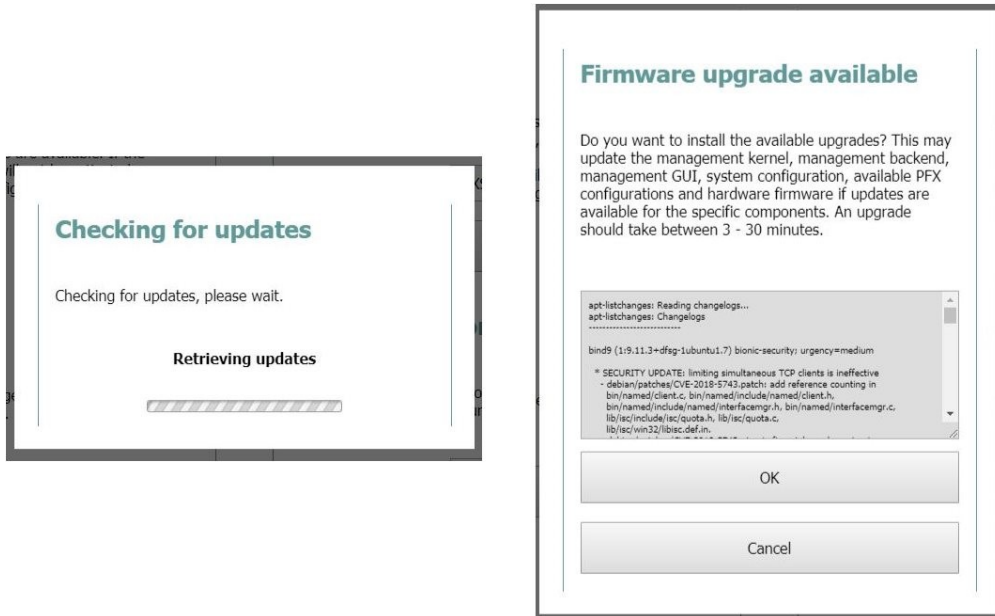 Checking for updates
Checking for updates, please wait.
Retrieving updates
Firmware upgrade available
Do you want to install the available upgrades? This may
update the management kernel, management backend,
management GUI, system configuration, available PFX
configurations and hardware firmware if updates are
available for the specific components. An upgrade
should take between 3 - 30 minutes.
apt-listchanges: Reading changelogs...
apt-listchanges: Changelogs
---------------------------
bind9 (1:9.11.3+dfsg-1ubuntu1.7) bionic-security; urgency=medium
* SECURITY UPDATE: limiting simultaneous TCP clients is ineffective
- debian/patches/CVE-2018-5743.patch: add reference counting in
bin/named/client.c, bin/named/include/named/client.h,
bin/named/include/named/interfacemgr.h, bin/named/interfacemgr.c,
lib/isc/include/isc/quota.h, lib/isc/quota.c,
lib/isc/win32/libisc.def.in.
OK
Cancel